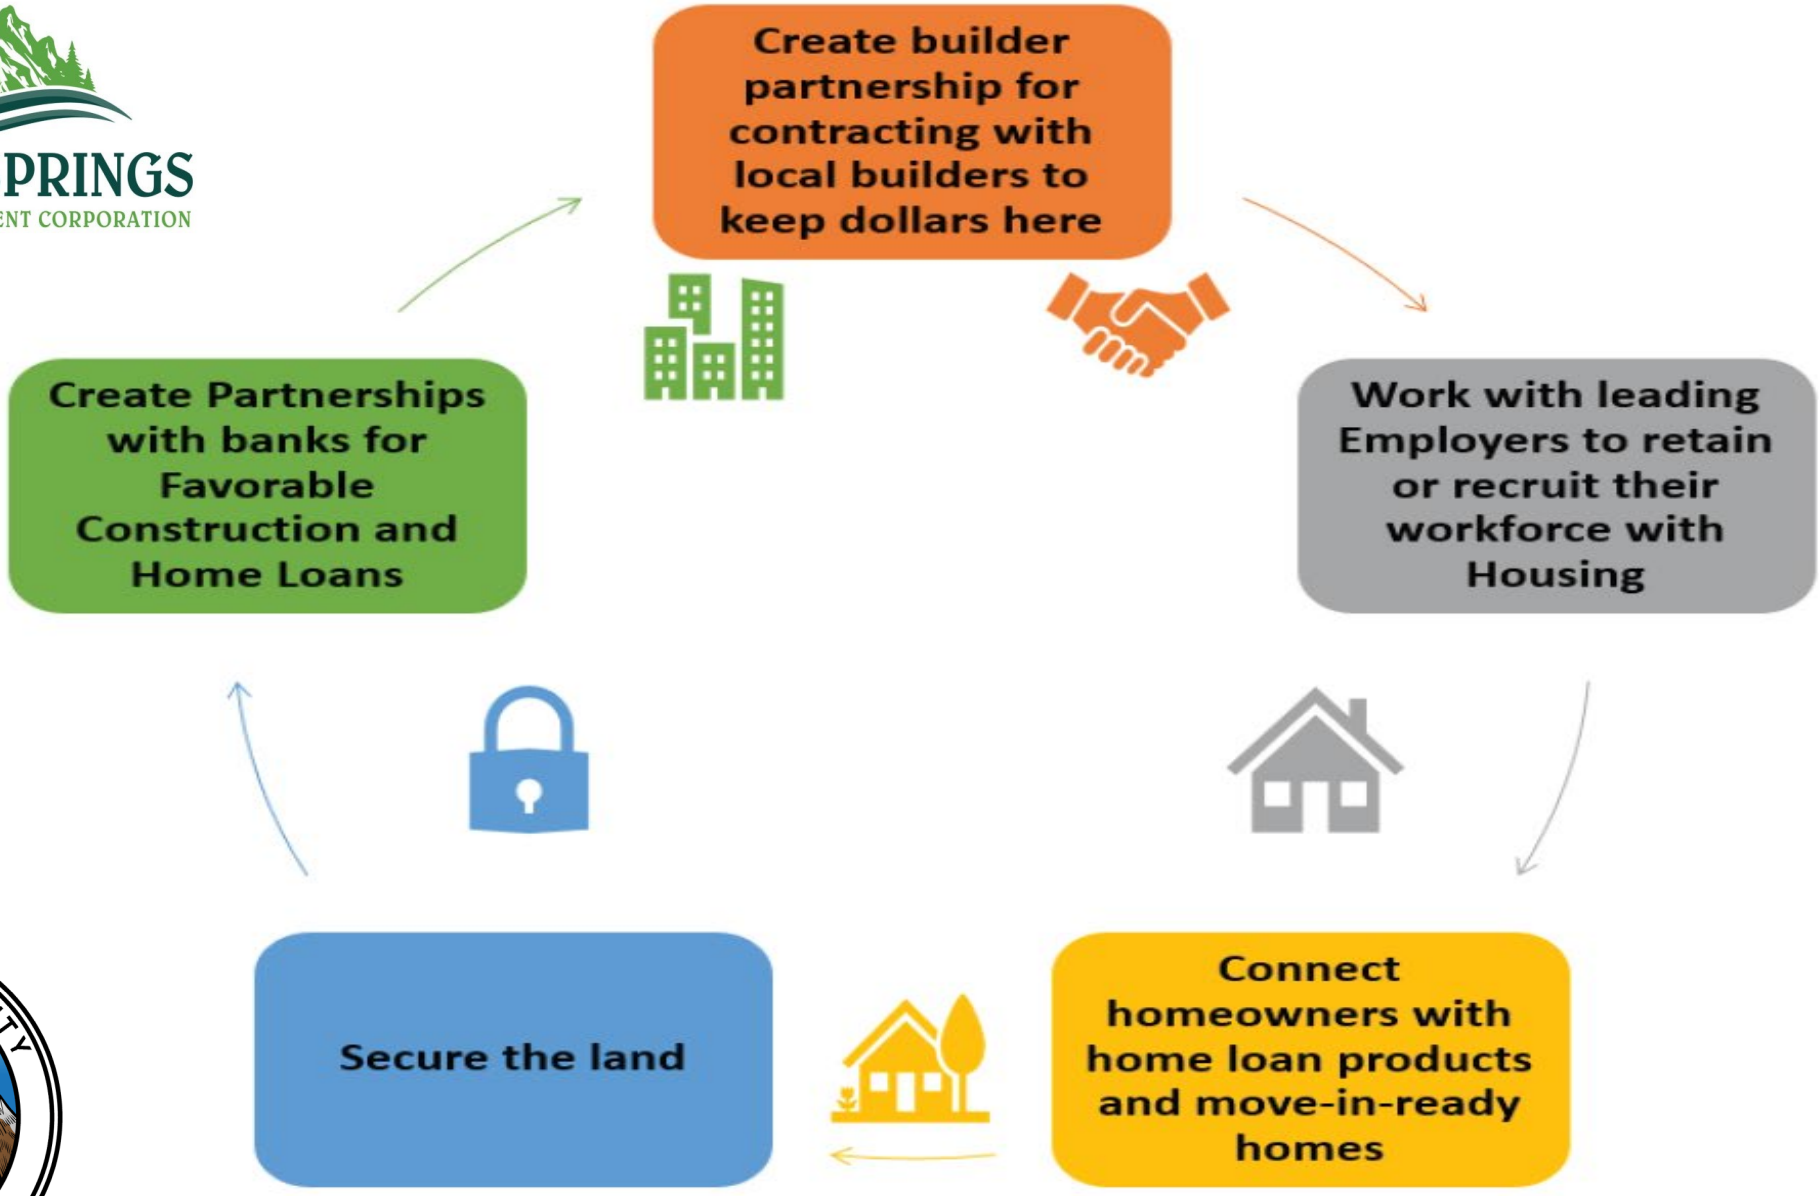 PRINGS
ENT CORPORATION
Create builder
partnership for
contracting with
local builders to
keep dollars here
Create Partnerships
with banks for
Favorable
Construction and
Home Loans
Work with leading
Employers to retain
or recruit their
workforce with
Housing
Secure the land
Connect
homeowners with
home loan products
and move-in-ready
homes
TY